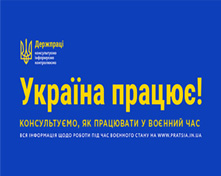 Держпраці
консультуємо
інформуємо
контролюємо
Україна працює!
КОНСУЛЬТУЄМО, ЯК ПРАЦЮВАТИ У ВОЄННИЙ ЧАС
ВСЯ ІНФОРМАЦІЯ ЩОДО РОБОТИ ПІД ЧАС ВОЄННОГО СТАНУ НА WWW.PRATSIA.IN.UA